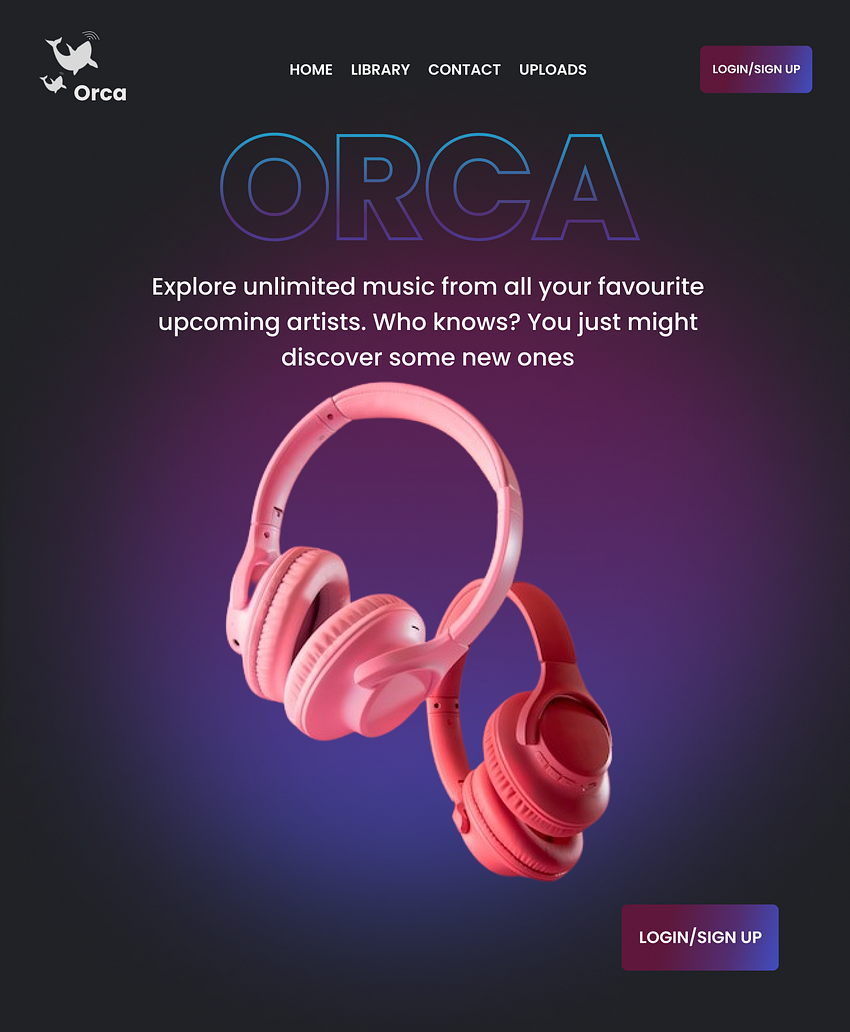 Orca
HOME LIBRARY CONTACT UPLOADS
LOGIN/SIGN UP
ORCA
Explore unlimited music from all your favourite
upcoming artists. Who knows? You just might
discover some new ones
LOGIN/SIGN UP